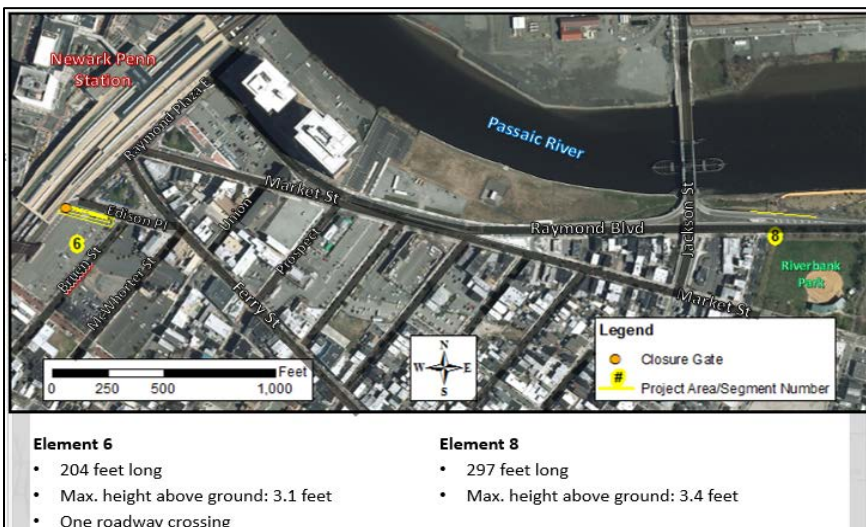 Newark Penn
Station
Raymond Plaza E
Passaic River
Market St
Edison Pl
Union
Raymond Blvd
Jackson St
6
8
Bruen St
Prospect
Riverbank
Park
McWhorter St
Ferry St
Market St
Legend
Closure Gate
# Project Area/Segment Number
Feet
0 250 500 1,000
N
W E
S
Element 6
• 204 feet long
• Max. height above ground: 3.1 feet
• One roadway crossing
Element 8
• 297 feet long
• Max. height above ground: 3.4 feet